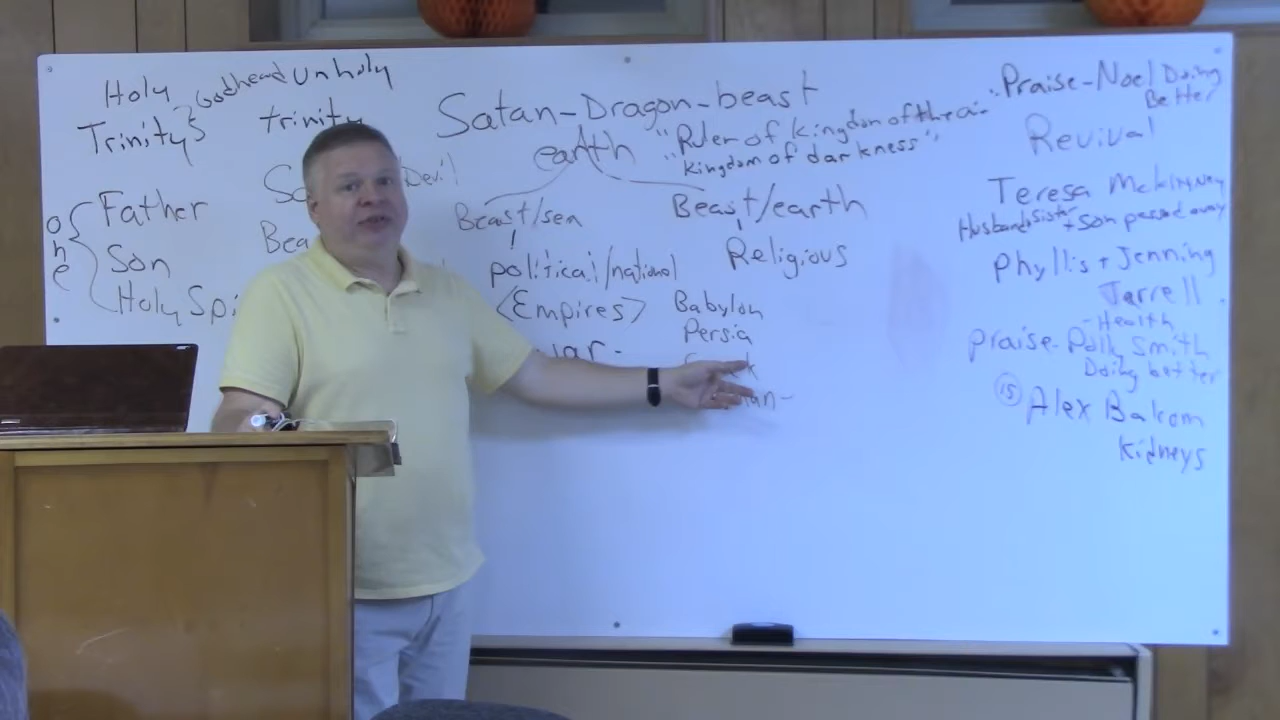 Holy
Trinity
Godhead
Unholy
trinity
one
Father
Son
Holy Spi
Devil
Bea
Satan-Dragon-beast
earth
"Ruler of kingdom of the air
"kingdom of darkness"
Beast/sea
political/national
<Empires>
Beast/earth
Religious
Babylon
Persia
Praise-Noel Doing
Better
Revival
Teresa
Husband, Sister + Son passed away
Phyllis + Jenning
Jarrell
-Health
praise-Polly Smith
Doing better
15 Alex Balcom
kidneys